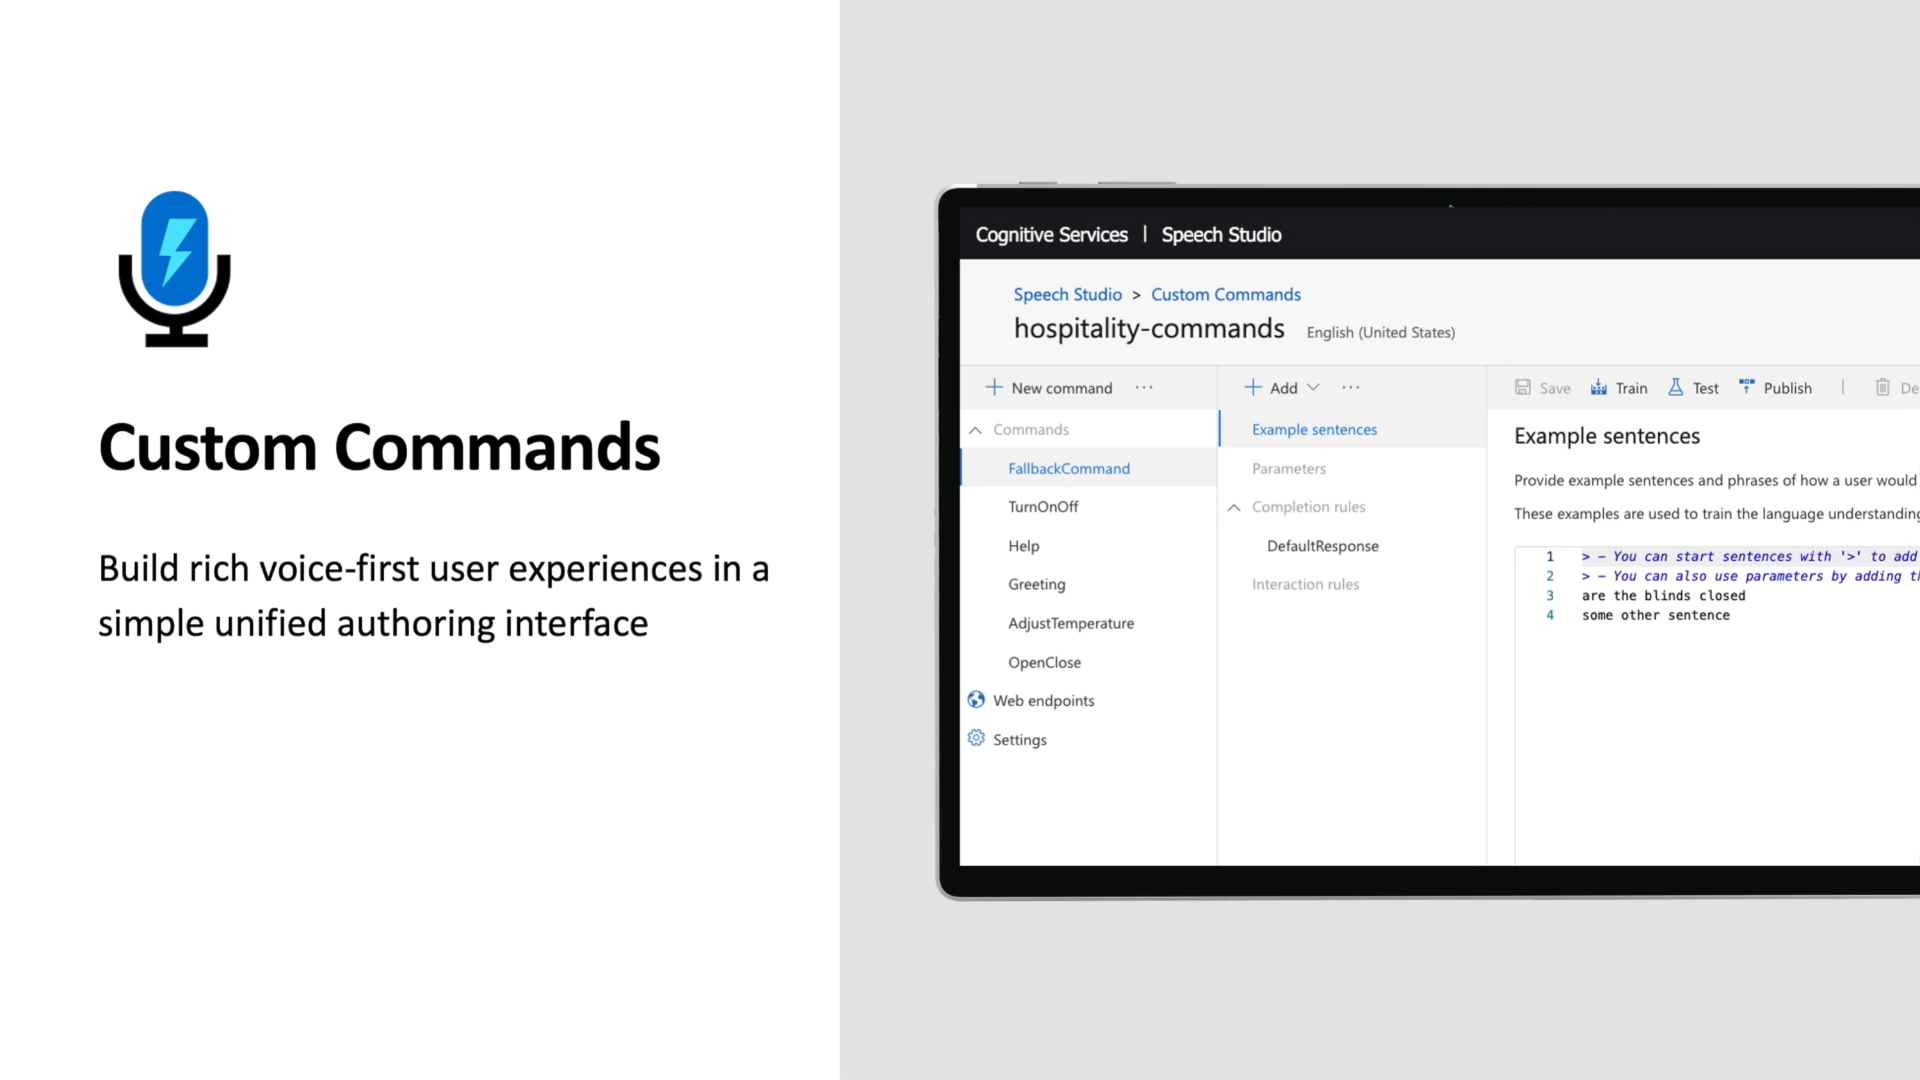 Custom Commands
Build rich voice-first user experiences in a
simple unified authoring interface
Cognitive Services | Speech Studio
Speech Studio > Custom Commands
hospitality-commands English (United States)
+ New command ···
Commands
FallbackCommand
TurnOnOff
Help
Greeting
AdjustTemperature
OpenClose
Web endpoints
Settings
+ Add ···
Example sentences
Parameters
Completion rules
DefaultResponse
Interaction rules
Save Train Test Publish | De
Example sentences
Provide example sentences and phrases of how a user would
These examples are used to train the language understanding
1 > – You can start sentences with '>' to add
2 > – You can also use parameters by adding th
3 are the blinds closed
4 some other sentence